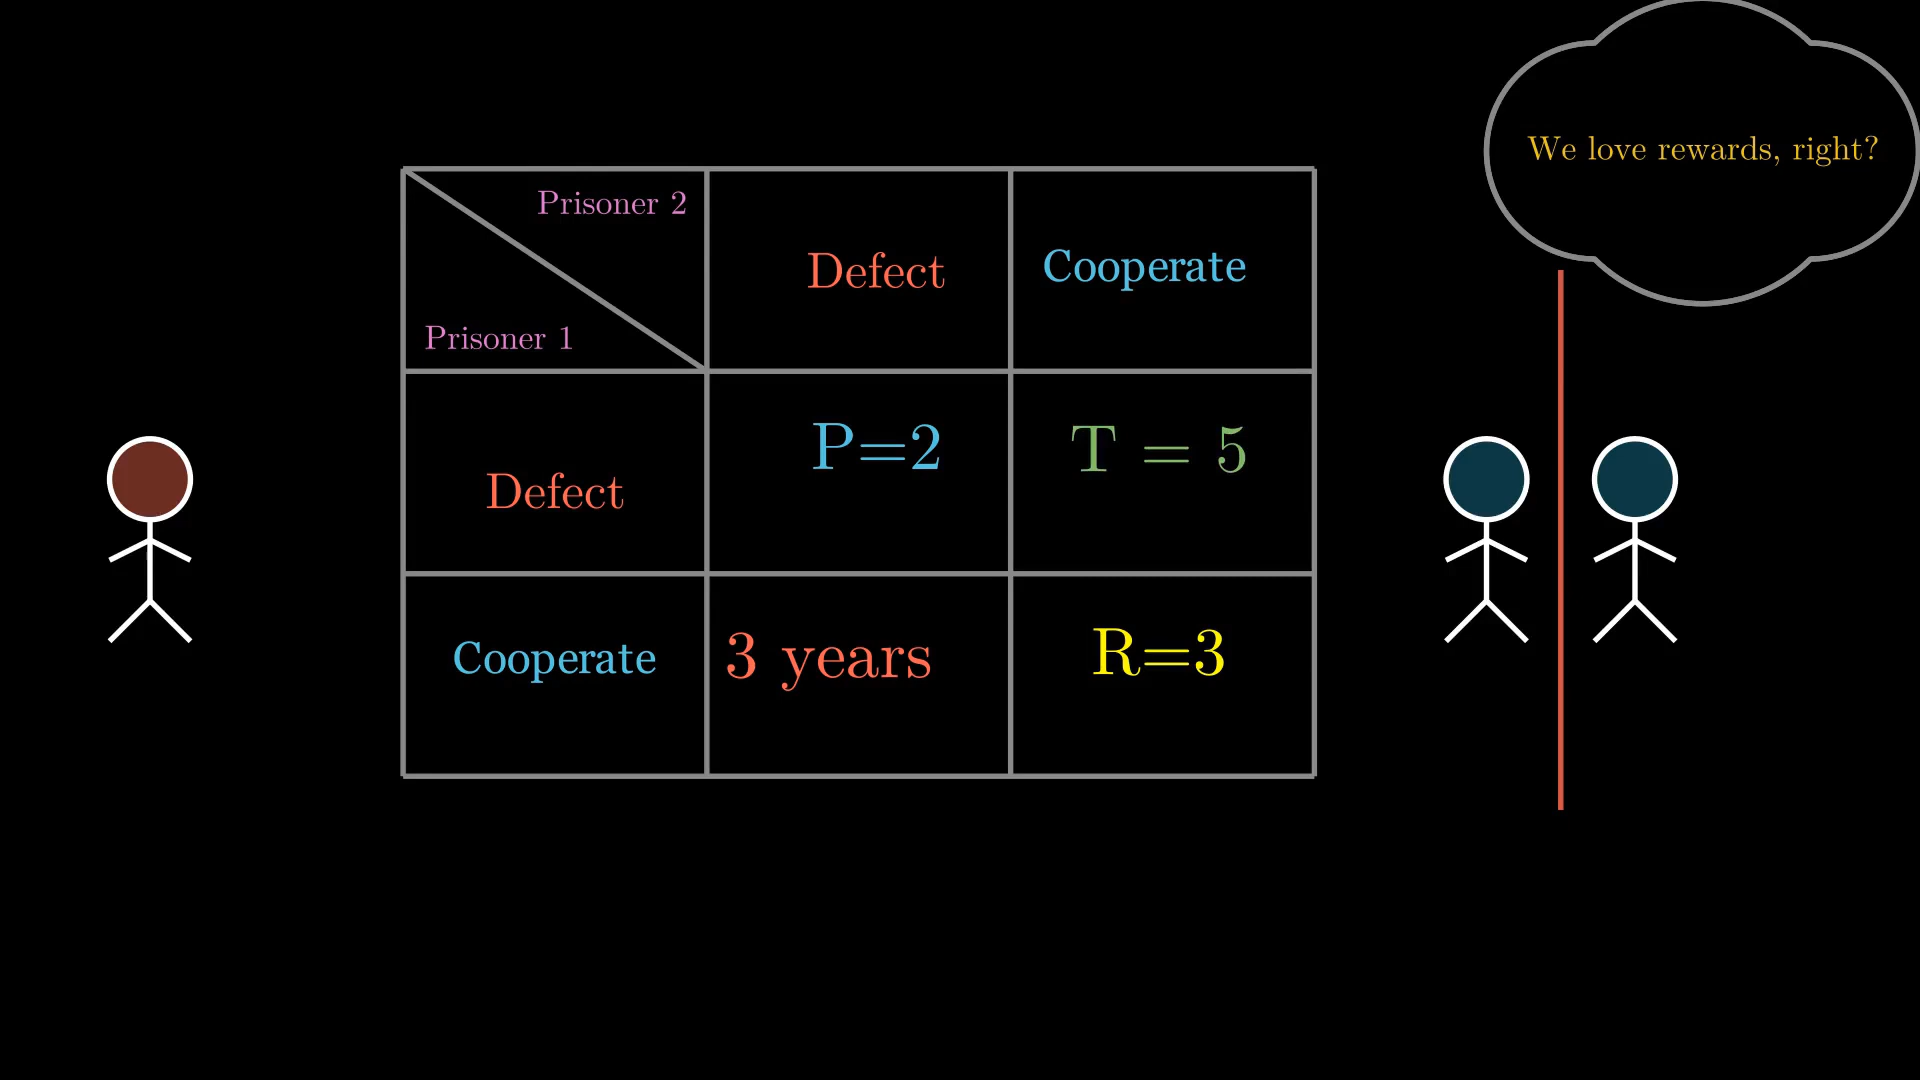 We love rewards, right?
Prisoner 2
Prisoner 1
Defect
Cooperate
Defect
P=2
T = 5
Cooperate
3 years
R=3